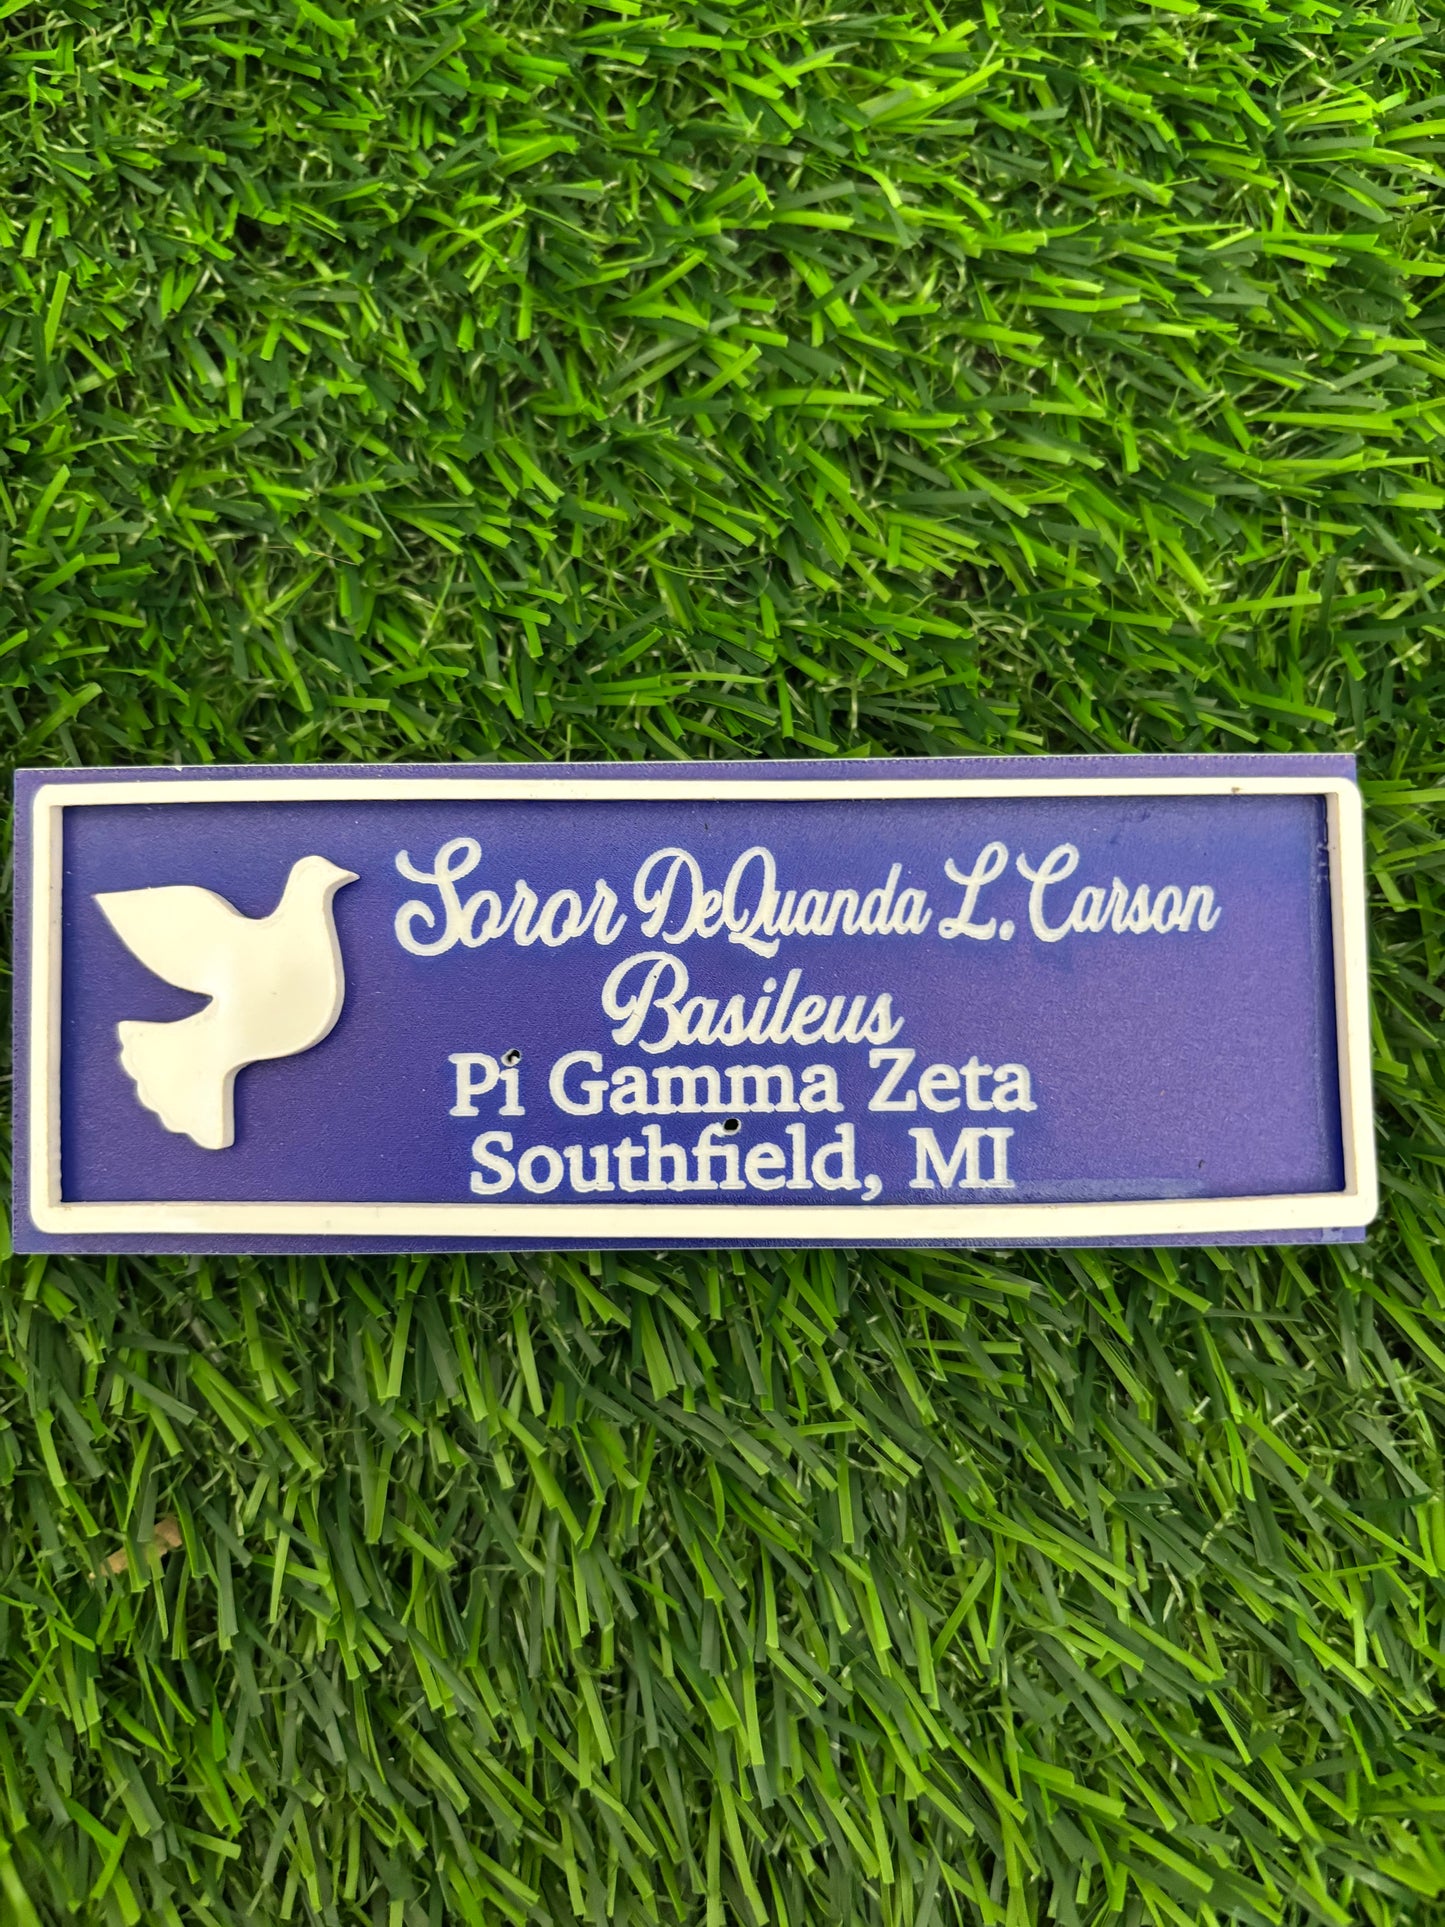 Soror DeQuanda L. Carson
Basileus
Pi Gamma Zeta
Southfield, MI